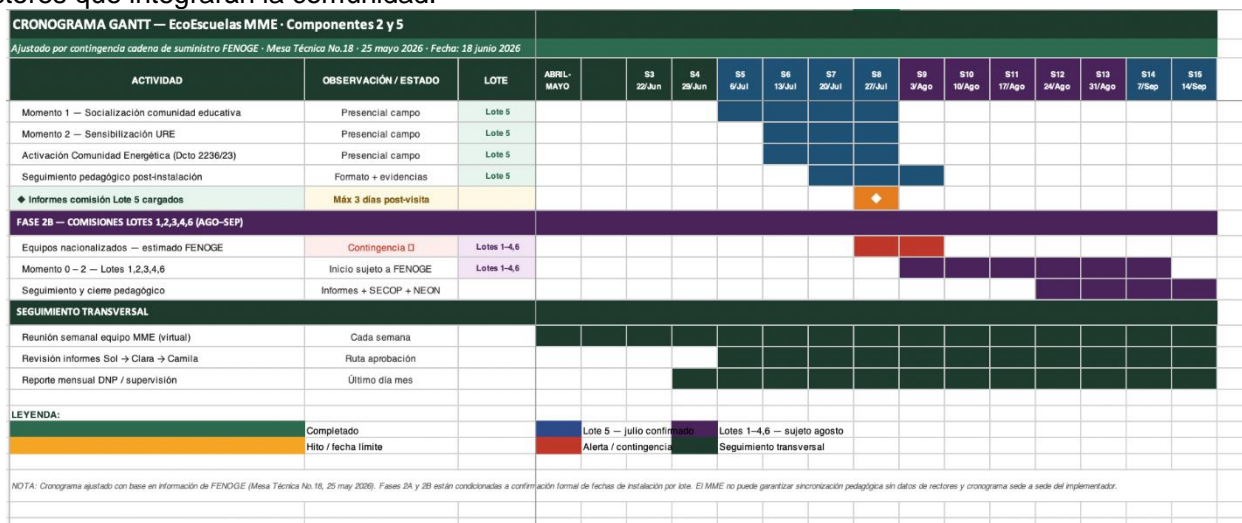 ctores que integrarán la comunidad.
CRONOGRAMA GANTT — EcoEscuelas MME · Componentes 2 y 5
Ajustado por contingencia cadena de suministro FENOGE · Mesa Técnica No.18 · 25 mayo 2026 · Fecha: 18 junio 2026
ACTIVIDAD OBSERVACIÓN / ESTADO LOTE ABRIL-MAYO S3 22/Jun S4 29/Jun S5 6/Jul S6 13/Jul S7 20/Jul S8 27/Jul S9 3/Ago S10 10/Ago S11 17/Ago S12 24/Ago S13 31/Ago S14 7/Sep S15 14/Sep
Momento 1 — Socialización comunidad educativa Presencial campo Lote 5
Momento 2 — Sensibilización URE Presencial campo Lote 5
Activación Comunidad Energética (Dcto 2236/23) Presencial campo Lote 5
Seguimiento pedagógico post-instalación Formato + evidencias Lote 5
◆ Informes comisión Lote 5 cargados Máx 3 días post-visita ◆
FASE 2B — COMISIONES LOTES 1,2,3,4,6 (AGO–SEP)
Equipos nacionalizados — estimado FENOGE Contingencia Lotes 1–4,6
Momento 0 – 2 — Lotes 1,2,3,4,6 Inicio sujeto a FENOGE Lotes 1–4,6
Seguimiento y cierre pedagógico Informes + SECOP + NEON
SEGUIMIENTO TRANSVERSAL
Reunión semanal equipo MME (virtual) Cada semana
Revisión informes Sol → Clara → Camila Ruta aprobación
Reporte mensual DNP / supervisión Último día mes
LEYENDA:
Completado Lote 5 — julio confirmado Lotes 1–4,6 — sujeto agosto
Hito / fecha límite Alerta / contingencia Seguimiento transversal
NOTA: Cronograma ajustado con base en información de FENOGE (Mesa Técnica No.18, 25 may 2026). Fases 2A y 2B están condicionadas a confirmación formal de fechas de instalación por lote. El MME no puede garantizar sincronización pedagógica sin datos de rectores y cronograma sede a sede del implementador.